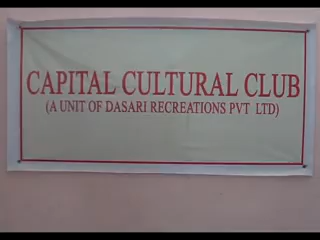 CAPITAL CULTURAL CLUB
(A UNIT OF DASARI RECREATIONS PVT LTD)